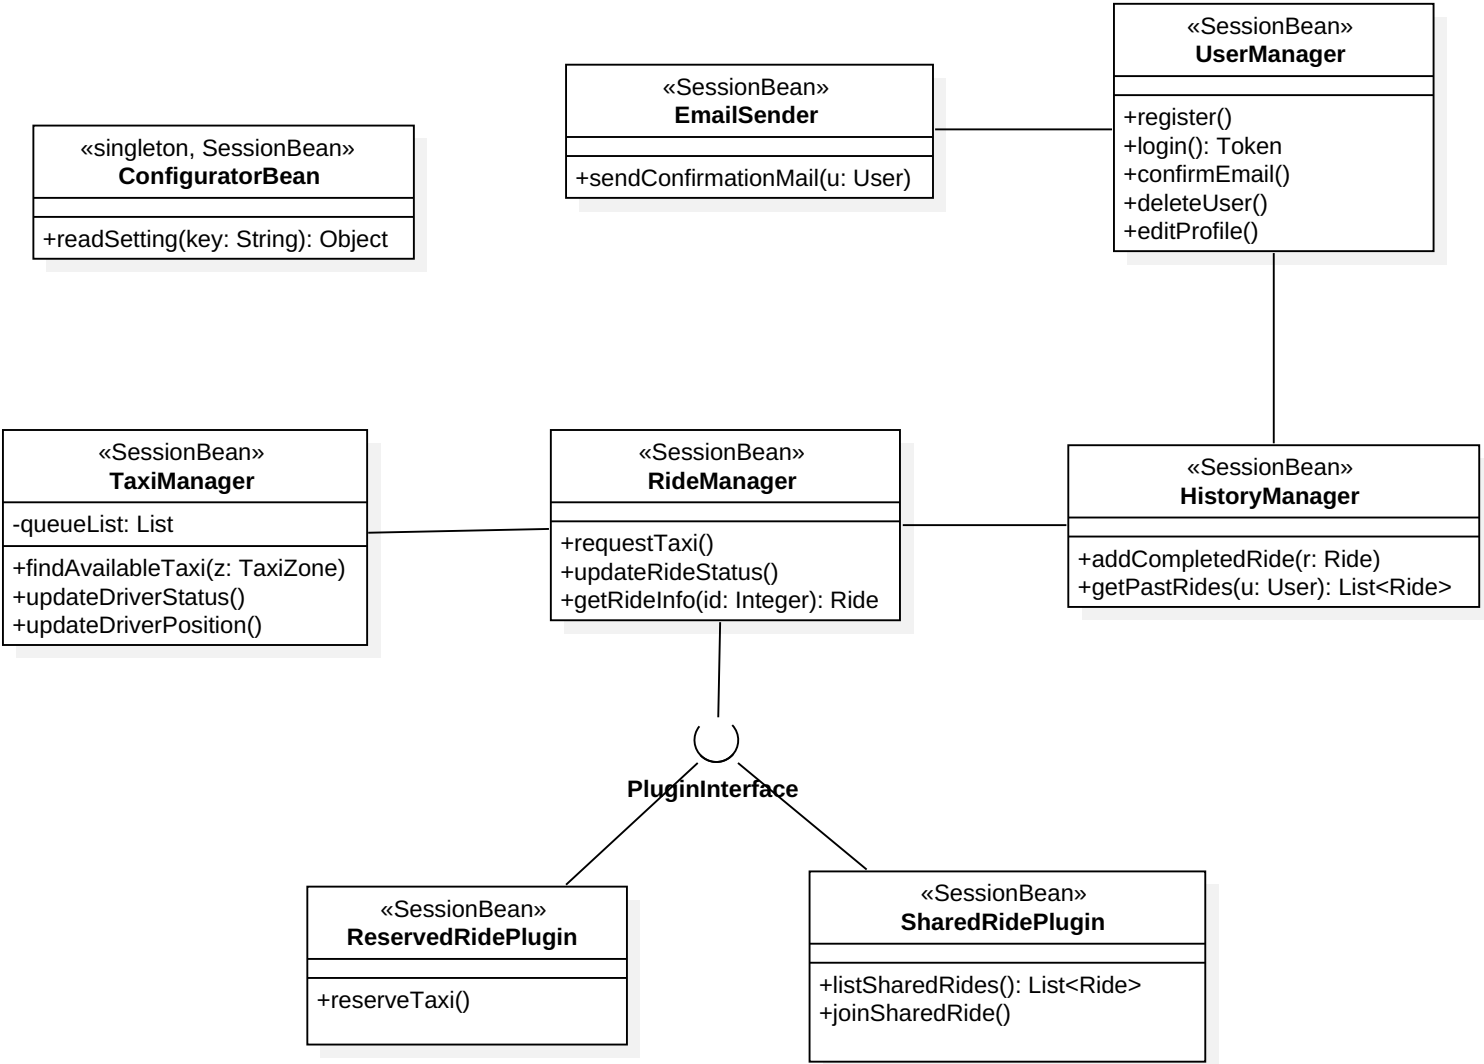 «SessionBean»
UserManager
+register()
+login(): Token
+confirmEmail()
+deleteUser()
+editProfile()
«SessionBean»
EmailSender
+sendConfirmationMail(u: User)
«singleton, SessionBean»
ConfiguratorBean
+readSetting(key: String): Object
«SessionBean»
TaxiManager
-queueList: List
+findAvailableTaxi(z: TaxiZone)
+updateDriverStatus()
+updateDriverPosition()
«SessionBean»
RideManager
+requestTaxi()
+updateRideStatus()
+getRideInfo(id: Integer): Ride
«SessionBean»
HistoryManager
+addCompletedRide(r: Ride)
+getPastRides(u: User): List<Ride>
PluginInterface
«SessionBean»
ReservedRidePlugin
+reserveTaxi()
«SessionBean»
SharedRidePlugin
+listSharedRides(): List<Ride>
+joinSharedRide()